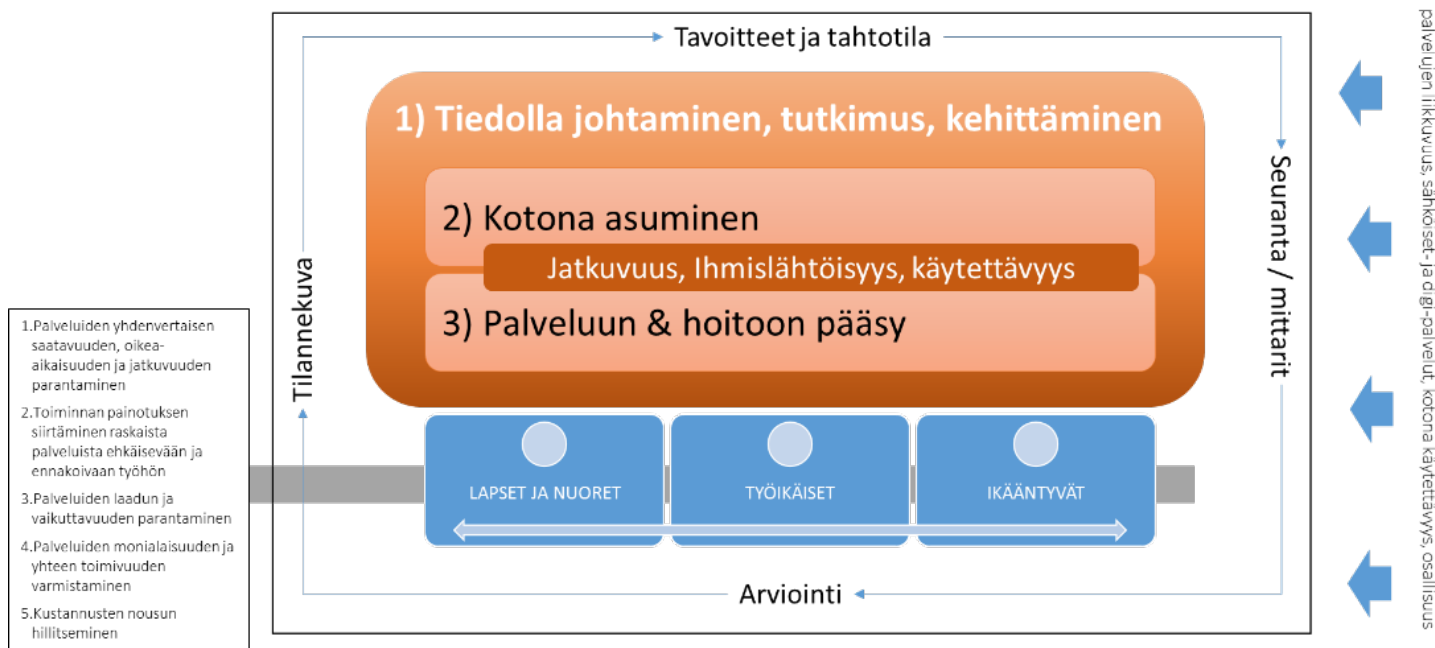 Tavoitteet ja tahtotila
1) Tiedolla johtaminen, tutkimus, kehittäminen
2) Kotona asuminen
Jatkuvuus, Ihmislähtöisyys, käytettävyys
3) Palveluun & hoitoon pääsy
Tilannekuva
Seuranta / mittarit
palvelujen liikkuvuus, sähköiset- ja digi-palvelut, kotona käytettävyys, osallisuus
1.Palveluiden yhdenvertaisen
saatavuuden, oikea-
aikaisuuden ja jatkuvuuden
parantaminen
2.Toiminnan painotuksen
siirtäminen raskaista
palveluista ehkäisevään ja
ennakoivaan työhön
3.Palveluiden laadun ja
vaikuttavuuden parantaminen
4.Palveluiden monialaisuuden ja
yhteen toimivuuden
varmistaminen
5.Kustannusten nousun
hillitseminen
LAPSET JA NUORET
TYÖIKÄISET
IKÄÄNTYVÄT
Arviointi